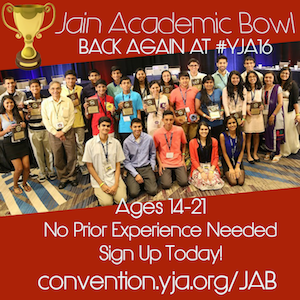 Jain Academic Bowl
BACK AGAIN AT #YJA16
Ages 14-21
No Prior Experience Needed
Sign Up Today!
convention.yja.org/JAB